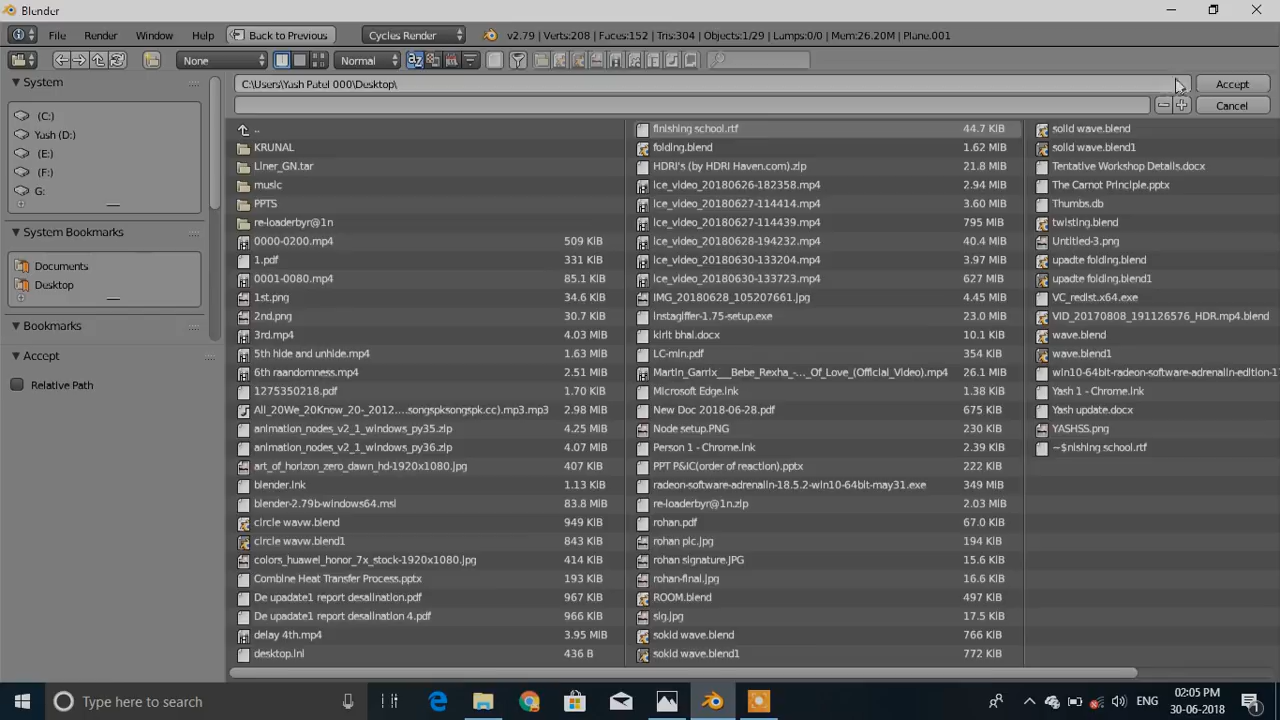 Blender
File Render Window Help Back to Previous Cycles Render v2.79 | Verts:208 | Faces:152 | Tris:304 | Objects:1/29 | Lamps:0/0 | Mem:26.20M | Plane.001
None Normal
System
C:\Users\Yash Patel 000\Desktop\
Accept
Cancel
(C:)
Yash (D:)
(E:)
(F:)
G:
System Bookmarks
Documents
Desktop
Bookmarks
Accept
Relative Path
..
KRUNAL
Liner_GN.tar
music
PPTS
re-loaderbyr@1n
0000-0200.mp4 509 KiB
1.pdf 331 KiB
0001-0080.mp4 85.1 KiB
1st.png 34.6 KiB
2nd.png 30.7 KiB
3rd.mp4 4.03 MiB
5th hide and unhide.mp4 1.63 MiB
6th raandomness.mp4 2.51 MiB
1275350218.pdf 1.70 KiB
All_20We_20Know_20-_2012....songspksongspk.cc).mp3.mp3 2.98 MiB
animation_nodes_v2_1_windows_py35.zip 4.25 MiB
animation_nodes_v2_1_windows_py36.zip 4.07 MiB
art_of_horizon_zero_dawn_hd-1920x1080.jpg 407 KiB
blender.lnk 1.13 KiB
blender-2.79b-windows64.msi 83.8 MiB
circle wavw.blend 949 KiB
circle wavw.blend1 843 KiB
colors_huawei_honor_7x_stock-1920x1080.jpg 414 KiB
Combine Heat Transfer Process.pptx 193 KiB
De upadate1 report desalination.pdf 967 KiB
De upadate1 report desalination 4.pdf 966 KiB
delay 4th.mp4 3.95 MiB
desktop.ini 436 B
finishing school.rtf 44.7 KiB
folding.blend 1.62 MiB
HDRI's (by HDRI Haven.com).zip 21.8 MiB
Ice_video_20180626-182358.mp4 2.94 MiB
Ice_video_20180627-114414.mp4 3.60 MiB
Ice_video_20180627-114439.mp4 795 MiB
Ice_video_20180628-194232.mp4 40.4 MiB
Ice_video_20180630-133204.mp4 3.97 MiB
Ice_video_20180630-133723.mp4 627 MiB
IMG_20180628_105207661.jpg 4.45 MiB
Instagiffer-1.75-setup.exe 23.0 MiB
kirit bhai.docx 10.1 KiB
LC-min.pdf 354 KiB
Martin_Garrix___Bebe_Rexha_-..._Of_Love_(Official_Video).mp4 26.1 MiB
Microsoft Edge.lnk 1.38 KiB
New Doc 2018-06-28.pdf 675 KiB
Node setup.PNG 230 KiB
Person 1 - Chrome.lnk 2.39 KiB
PPT P&IC(order of reaction).pptx 222 KiB
radeon-software-adrenalin-18.5.2-win10-64bit-may31.exe 349 MiB
re-loaderbyr@1n.zip 2.03 MiB
rohan.pdf 67.0 KiB
rohan pic.jpg 194 KiB
rohan signature.JPG 15.6 KiB
rohan-final.jpg 16.6 KiB
ROOM.blend 497 KiB
sig.jpg 17.5 KiB
sokid wave.blend 766 KiB
sokid wave.blend1 772 KiB
solid wave.blend
solid wave.blend1
Tentative Workshop Details.docx
The Carnot Principle.pptx
Thumbs.db
twisting.blend
Untitled-3.png
upadte folding.blend
upadte folding.blend1
VC_redist.x64.exe
VID_20170808_191126576_HDR.mp4.blend
wave.blend
wave.blend1
win10-64bit-radeon-software-adrenalin-edition-1
Yash 1 - Chrome.lnk
Yash update.docx
YASHSS.png
~$nishing school.rtf
Type here to search
ENG
02:05 PM
30-06-2018
1